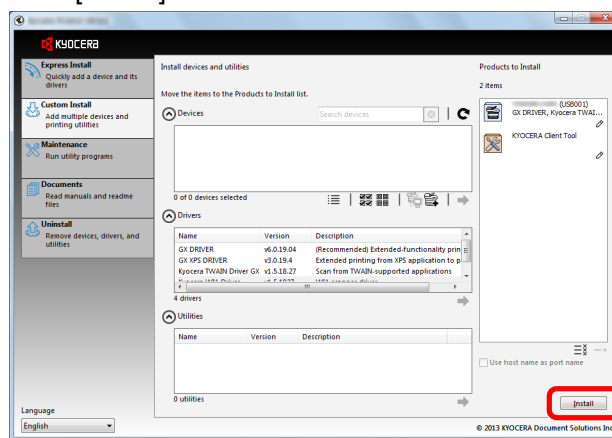 KYOCERA
Express Install
Quickly add a device and its
drivers
Custom Install
Add multiple devices and
printing utilities
Maintenance
Run utility programs
Documents
Read manuals and readme
files
Uninstall
Remove devices, drivers, and
utilities
Language
English
Install devices and utilities
Move the items to the Products to Install list.
Devices
Search devices
0 of 0 devices selected
Drivers
Name Version Description
GX DRIVER v6.0.19.04 (Recommended) Extended-functionality prin
GX XPS DRIVER v3.0.19.4 Extended printing from XPS application to p
Kyocera TWAIN Driver GX v1.5.18.27 Scan from TWAIN-supported applications
4 drivers
Utilities
Name Version Description
0 utilities
Products to Install
2 items
(USB001)
GX DRIVER, Kyocera TWAI...
KYOCERA Client Tool
Use host name as port name
Install
© 2013 KYOCERA Document Solutions Inc